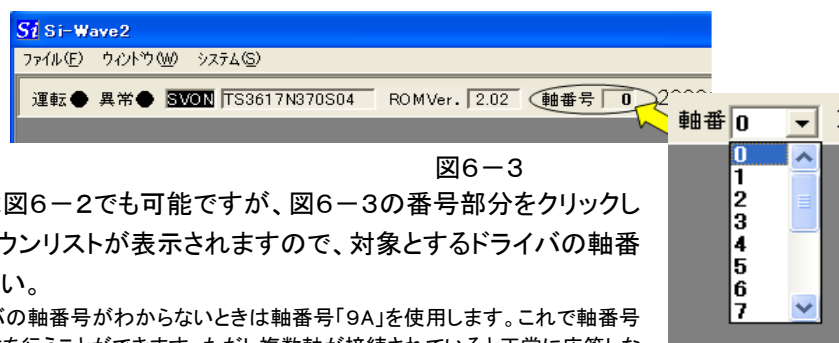 Si Si-Wave2
ファイル(F) ウィンドウ(W) システム(S)
運転● 異常● SVON TS3617N370S04 ROMVer. 2.02 軸番号 0
軸番 0
0
1
2
3
4
5
6
7
図6－3
図6－2でも可能ですが、図6－3の番号部分をクリックし
ウンリストが表示されますので、対象とするドライバの軸番
い。
バの軸番号がわからないときは軸番号「9A」を使用します。これで軸番号
を行うことができます。ただし複数軸が接続されていると正常に応答しな